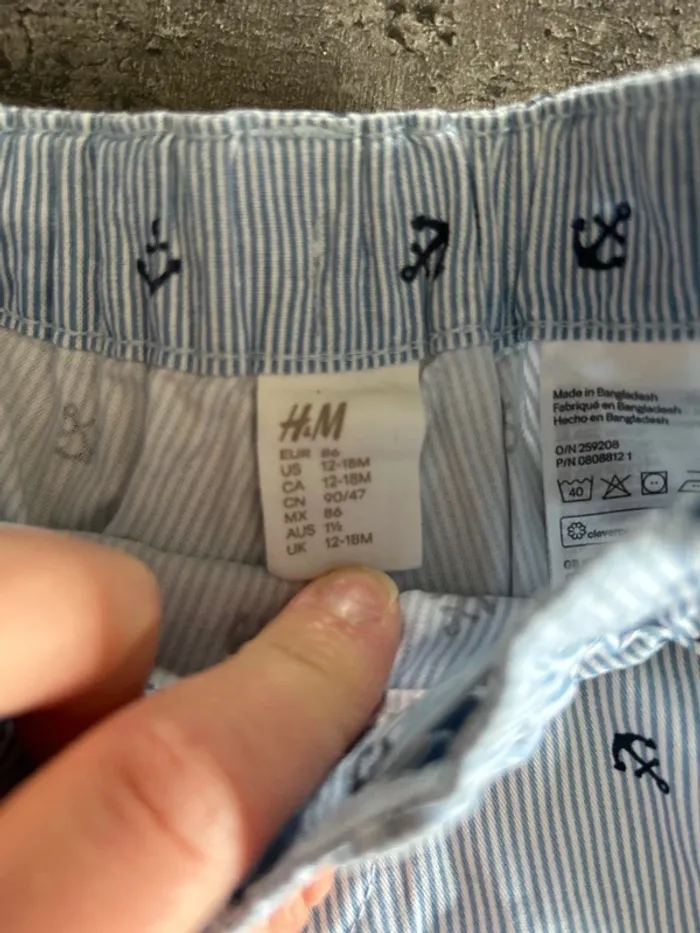 H&M
EUR 86
US 12-18M
CA 12-18M
CN 90/47
MX 86
AUS 1½
UK 12-18M
Made in Bangladesh
Fabriqué en Bangladesh
Hecho en Bangladesh
O/N 259208
P/N 0808812 1
40